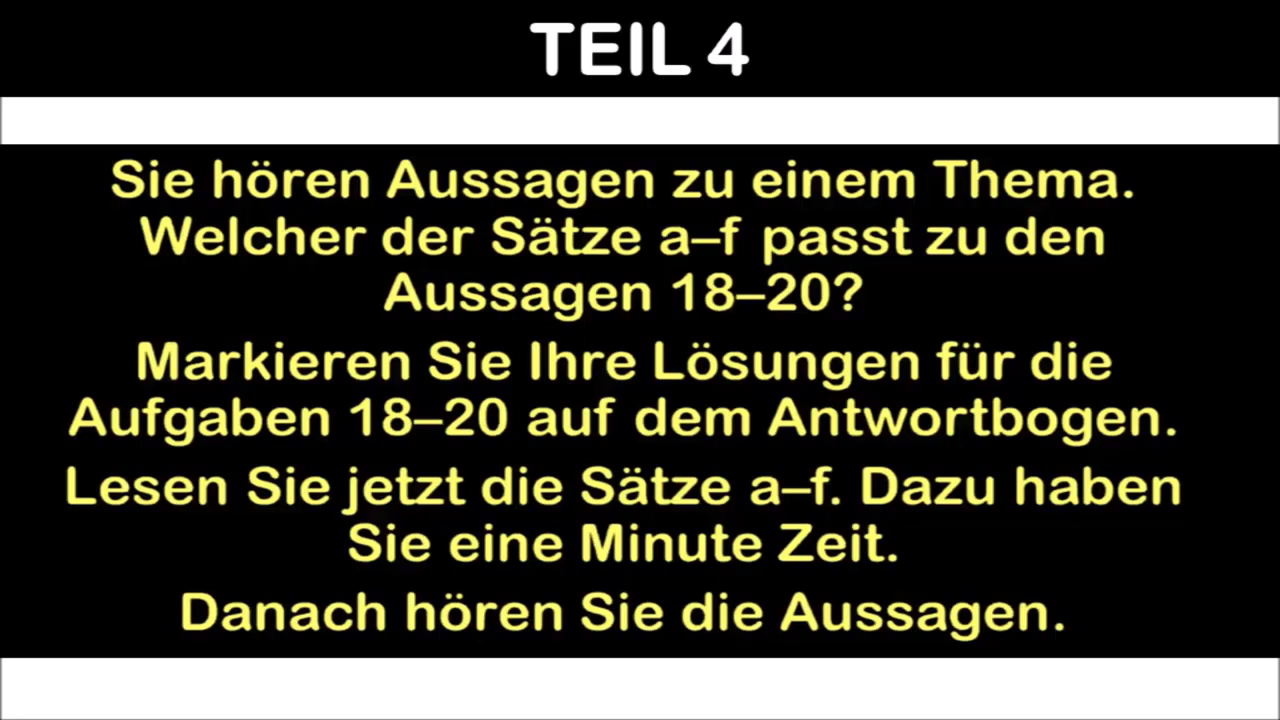 TEIL 4
Sie hören Aussagen zu einem Thema.
Welcher der Sätze a–f passt zu den
Aussagen 18–20?
Markieren Sie Ihre Lösungen für die
Aufgaben 18–20 auf dem Antwortbogen.
Lesen Sie jetzt die Sätze a–f. Dazu haben
Sie eine Minute Zeit.
Danach hören Sie die Aussagen.